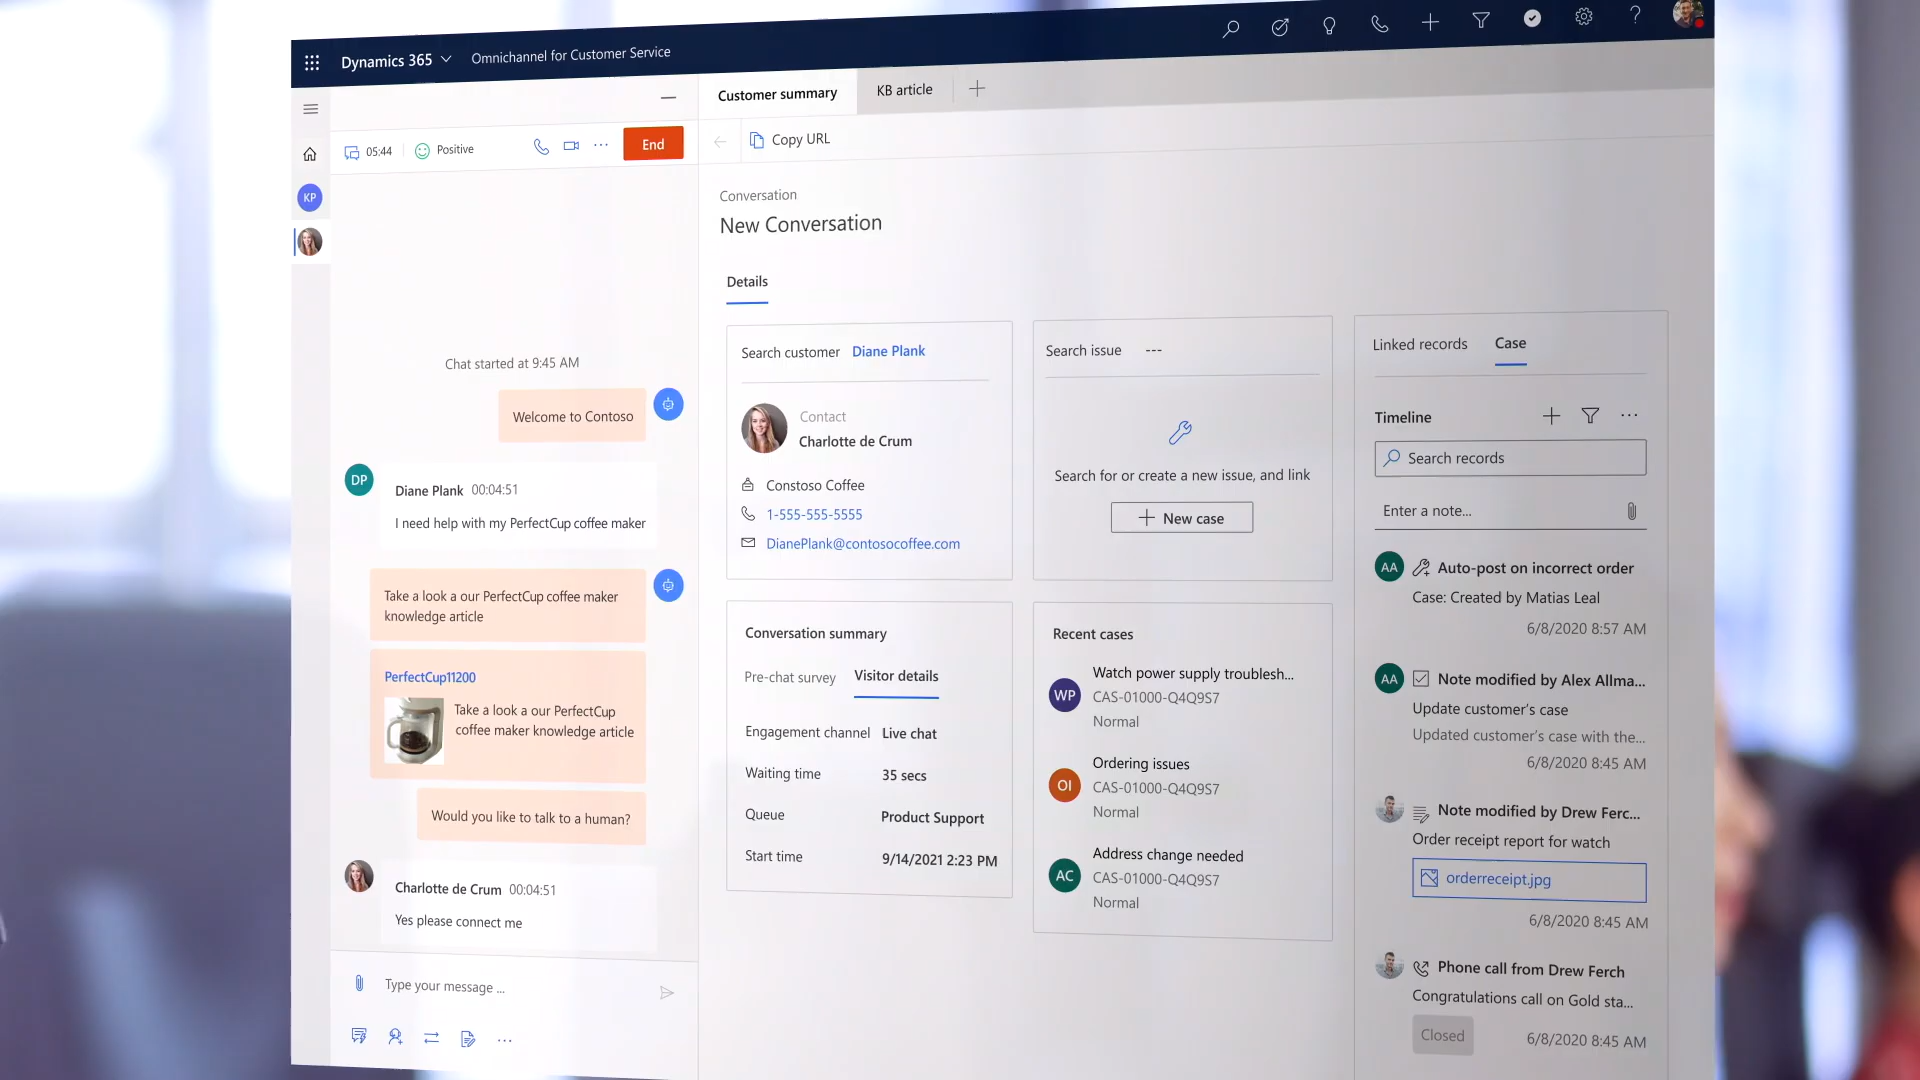 Dynamics 365
Omnichannel for Customer Service
Customer summary
KB article
05:44
Positive
End
Copy URL
KP
Conversation
New Conversation
Details
Chat started at 9:45 AM
Welcome to Contoso
DP
Diane Plank 00:04:51
I need help with my PerfectCup coffee maker
Take a look a our PerfectCup coffee maker
knowledge article
PerfectCup11200
Take a look a our PerfectCup
coffee maker knowledge article
Would you like to talk to a human?
Charlotte de Crum 00:04:51
Yes please connect me
Type your message ...
Search customer Diane Plank
Contact
Charlotte de Crum
Constoso Coffee
1-555-555-5555
DianePlank@contosocoffee.com
Search issue ---
Search for or create a new issue, and link
New case
Conversation summary
Pre-chat survey Visitor details
Engagement channel Live chat
Waiting time 35 secs
Queue Product Support
Start time 9/14/2021 2:23 PM
Recent cases
WP
Watch power supply troublesh...
CAS-01000-Q4Q9S7
Normal
OI
Ordering issues
CAS-01000-Q4Q9S7
Normal
AC
Address change needed
CAS-01000-Q4Q9S7
Normal
Linked records Case
Timeline
Search records
Enter a note...
AA
Auto-post on incorrect order
Case: Created by Matias Leal
6/8/2020 8:57 AM
AA
Note modified by Alex Allma...
Update customer's case
Updated customer's case with the...
6/8/2020 8:45 AM
Note modified by Drew Ferc...
Order receipt report for watch
orderreceipt.jpg
6/8/2020 8:45 AM
Phone call from Drew Ferch
Congratulations call on Gold sta...
Closed
6/8/2020 8:45 AM